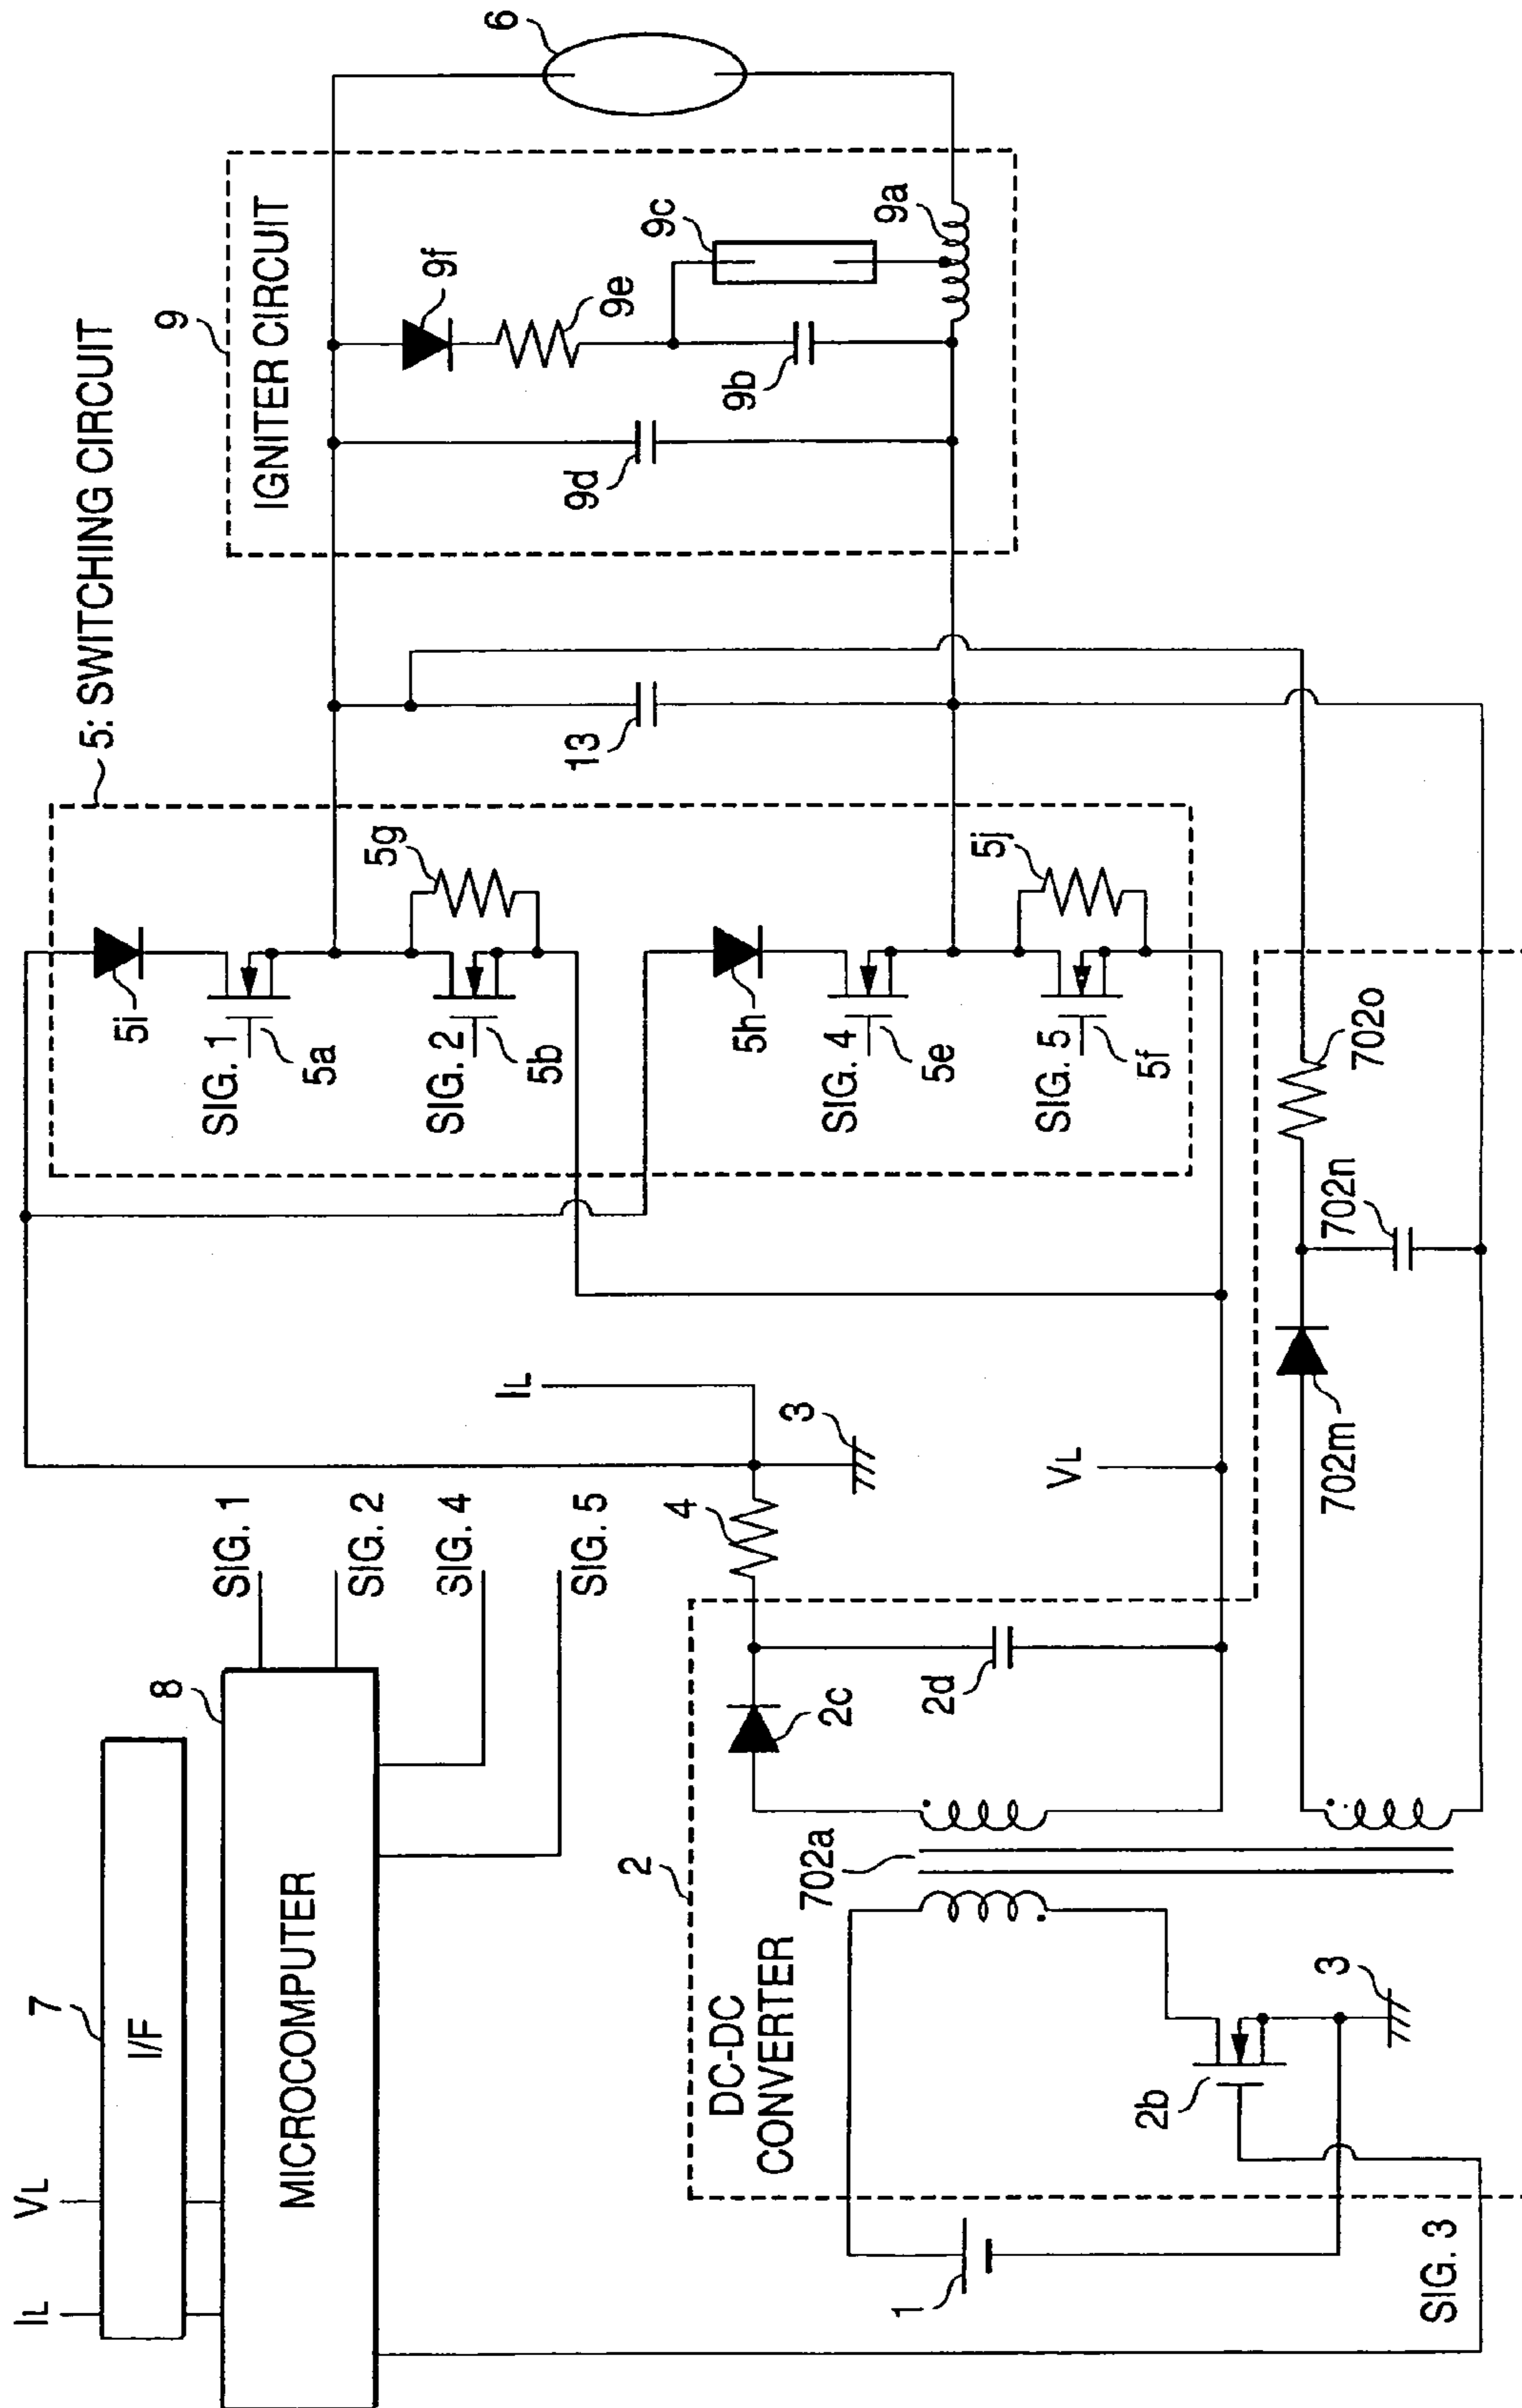 IL
VL
7
I/F
8
MICROCOMPUTER
SIG. 1
SIG. 2
SIG. 4
SIG. 5
SIG. 3
1
2
DC-DC
CONVERTER
702a
2b
3
2c
2d
4
IL
3
VL
702m
702n
702o
5: SWITCHING CIRCUIT
5i
SIG. 1
5a
SIG. 2
5b
5g
5h
SIG. 4
5e
SIG. 5
5f
5j
13
9
IGNITER CIRCUIT
9d
9f
9e
9b
9c
9a
6